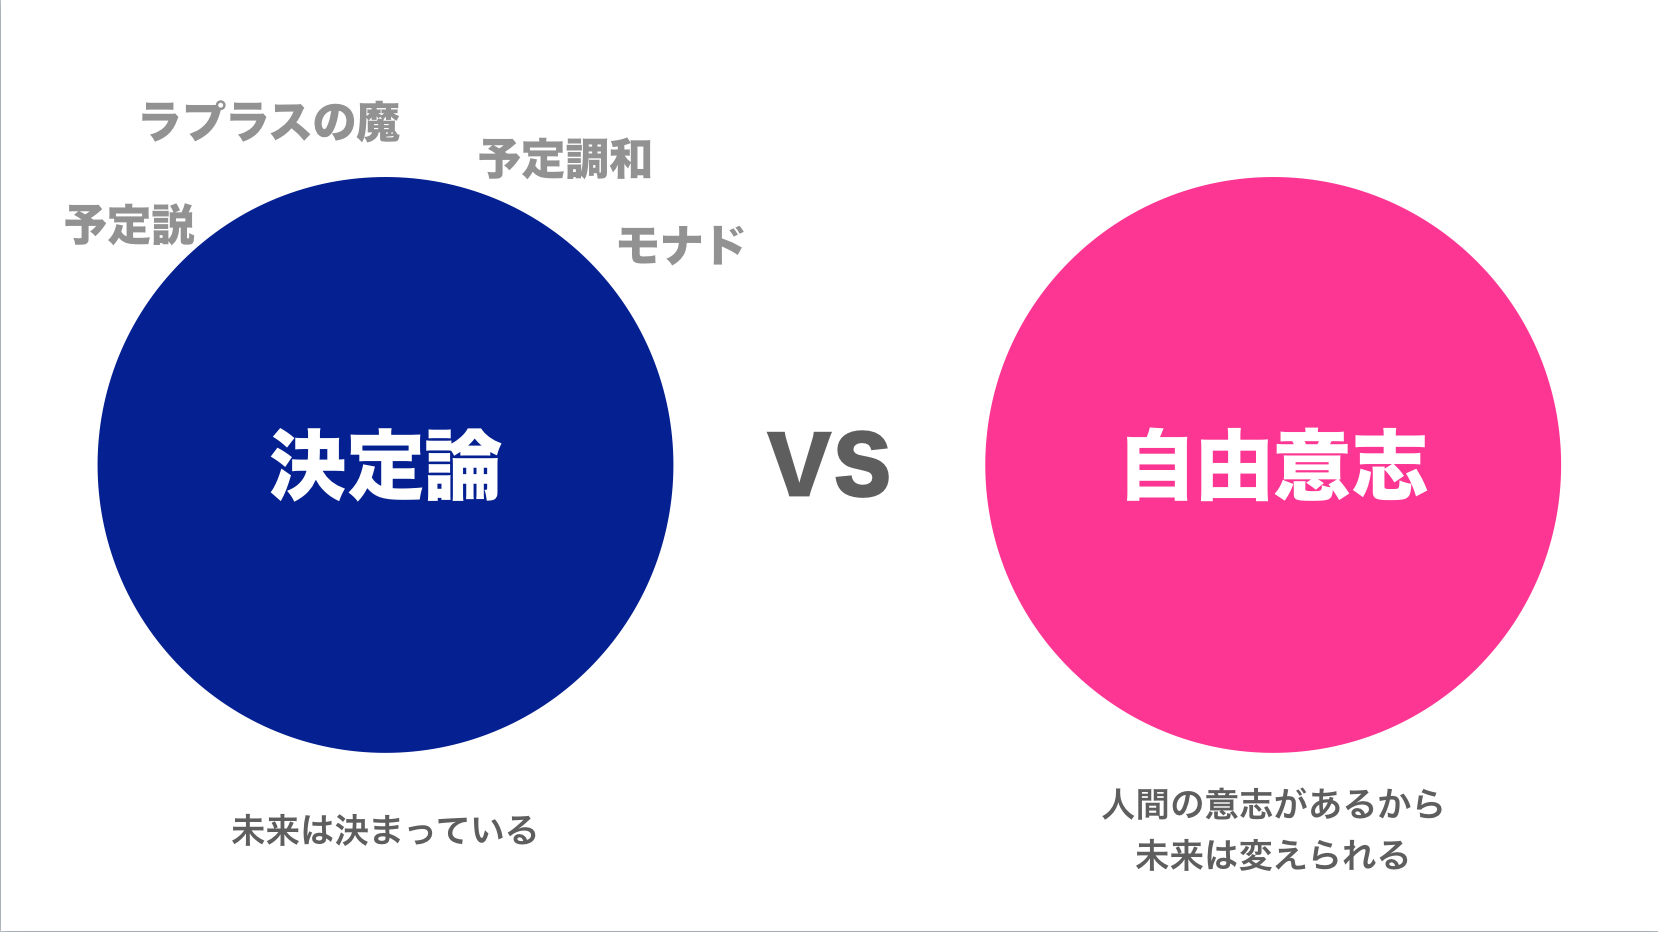 ラプラスの魔
予定調和
予定説
モナド
決定論
VS
自由意志
未来は決まっている
人間の意志があるから
未来は変えられる